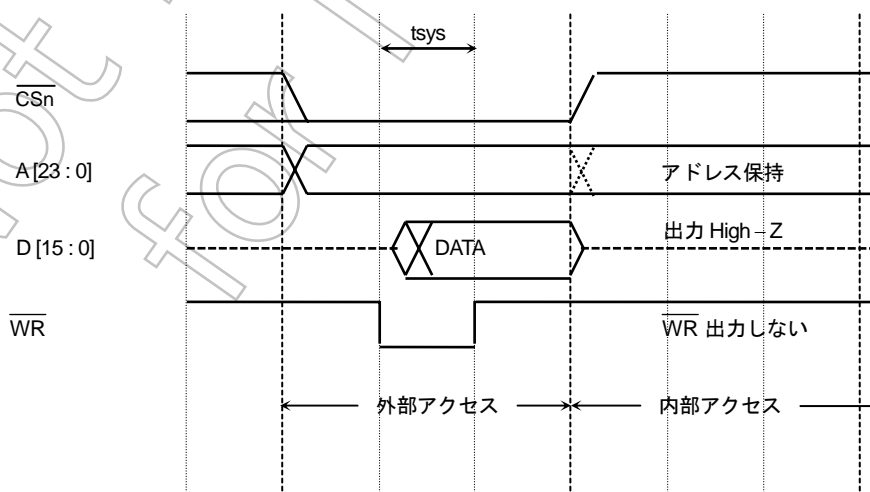 tsys
CSn
A [23 : 0]
アドレス保持
D [15 : 0]
DATA
出力 High – Z
WR
WR 出力しない
外部アクセス
内部アクセス
for